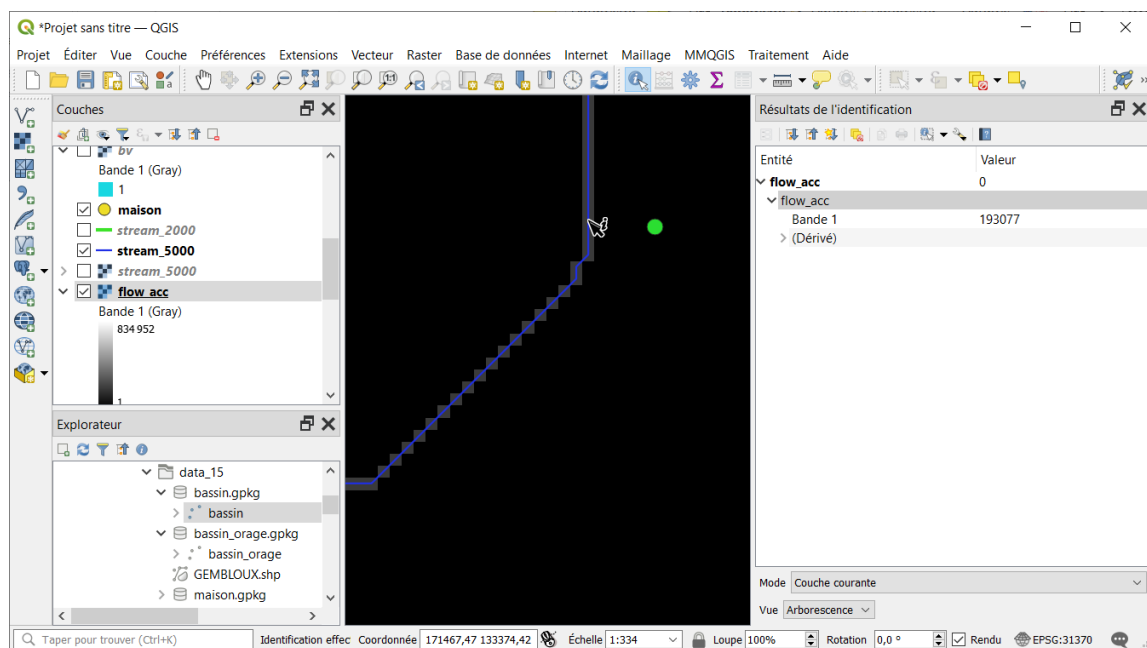 *Projet sans titre — QGIS
Projet Éditer Vue Couche Préférences Extensions Vecteur Raster Base de données Internet Maillage MMQGIS Traitement Aide
Couches
bv
Bande 1 (Gray)
1
maison
stream_2000
stream_5000
stream_5000
flow_acc
Bande 1 (Gray)
834 952
1
Explorateur
data_15
bassin.gpkg
bassin
bassin_orage.gpkg
bassin_orage
GEMBLOUX.shp
maison.gpkg
Résultats de l'identification
Entité Valeur
flow_acc 0
flow_acc
Bande 1 193077
(Dérivé)
Mode Couche courante
Vue Arborescence
Taper pour trouver (Ctrl+K) Identification effec Coordonnée 171467,47 133374,42 Échelle 1:334 Loupe 100% Rotation 0,0 ° Rendu EPSG:31370